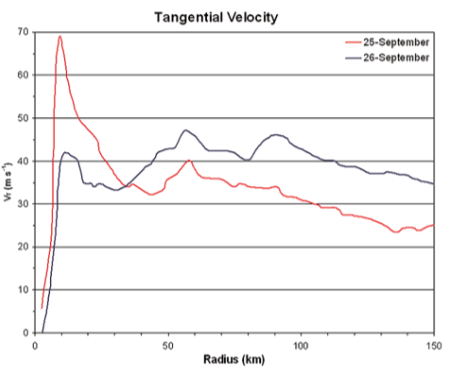 Tangential Velocity
25-September
26-September
70
60
50
40
30
20
10
0
V_T (m s⁻¹)
0 50 100 150
Radius (km)